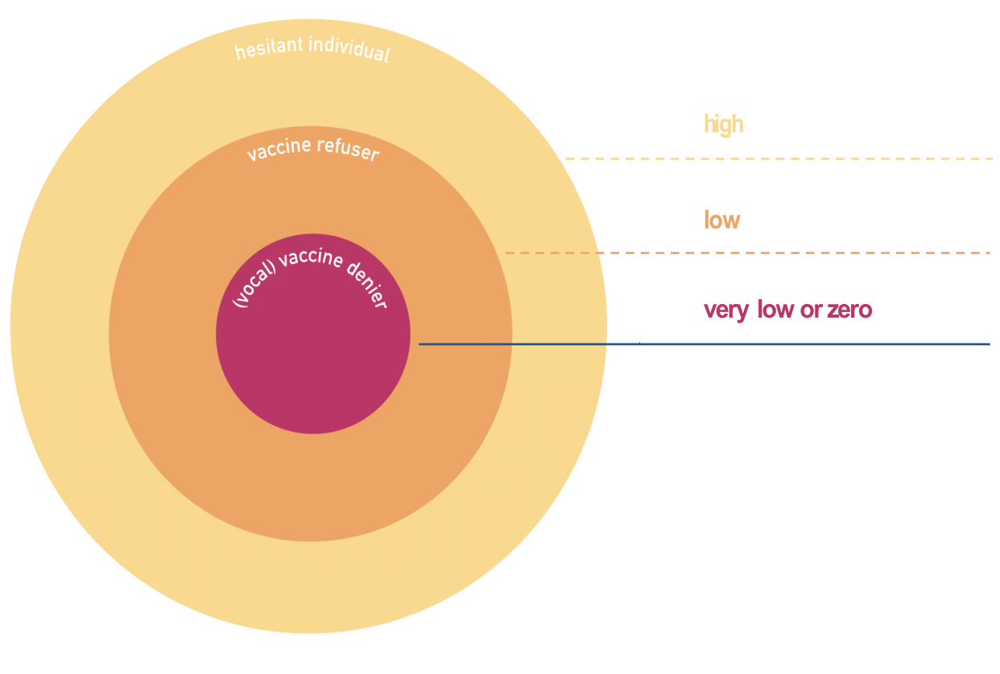 hesitant individual
high
vaccine refuser
low
(vocal) vaccine denier
very low or zero